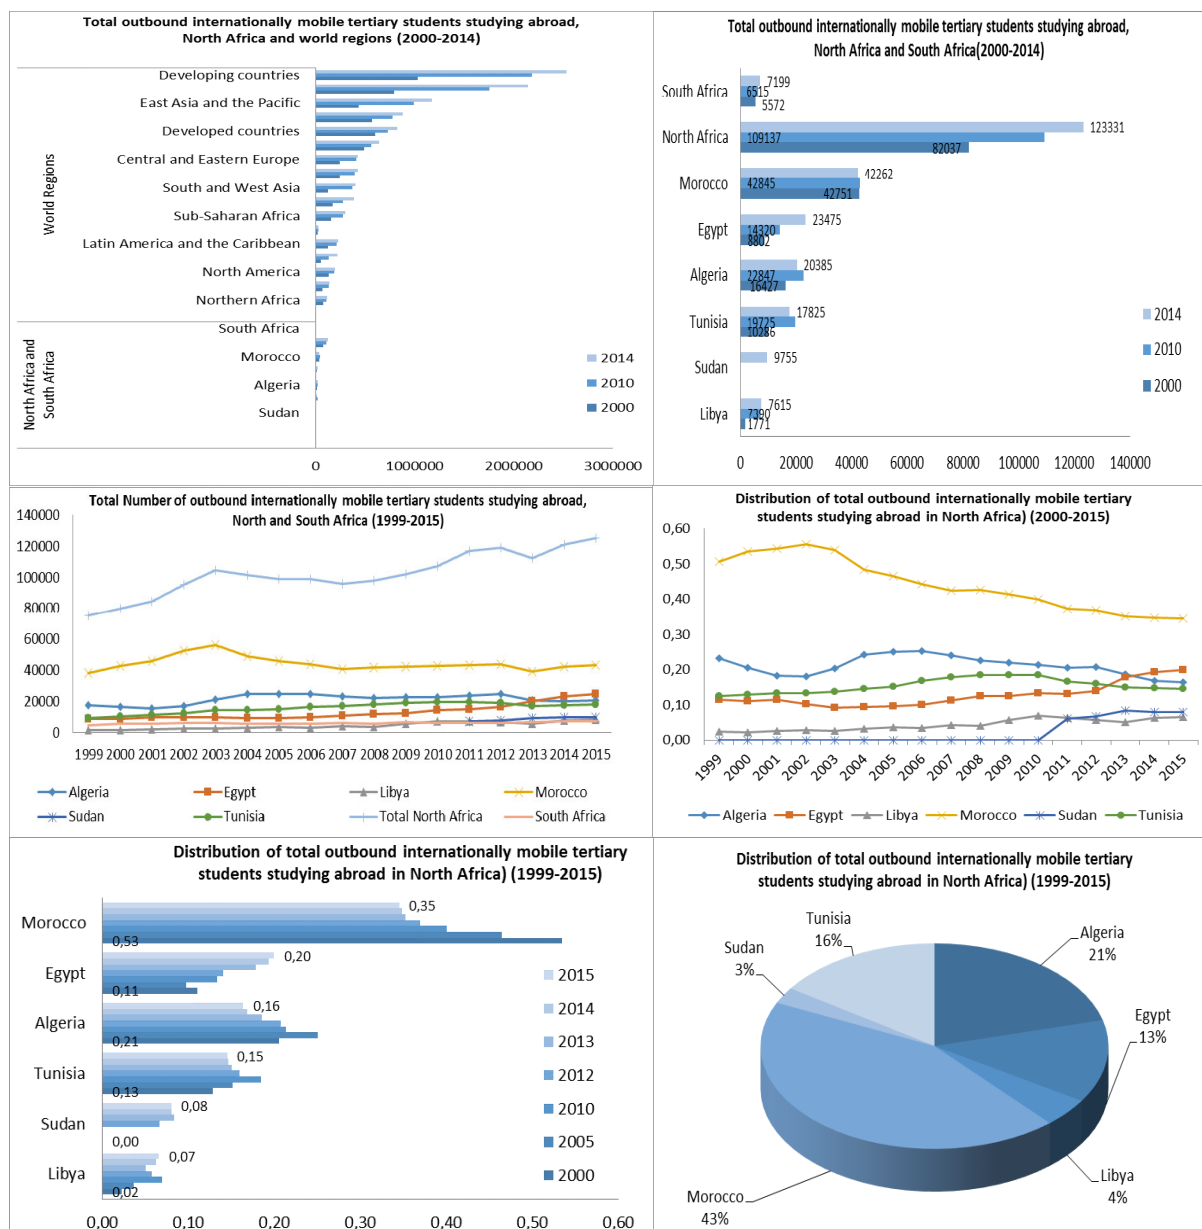 Total outbound internationally mobile tertiary students studying abroad,
North Africa and world regions (2000-2014)
World Regions
Developing countries
East Asia and the Pacific
Developed countries
Central and Eastern Europe
South and West Asia
Sub-Saharan Africa
Latin America and the Caribbean
North America
Northern Africa
North Africa and
South Africa
South Africa
Morocco
Algeria
Sudan
2014
2010
2000
0 1000000 2000000 3000000
Total outbound internationally mobile tertiary students studying abroad,
North Africa and South Africa(2000-2014)
South Africa
7199
6515
5572
North Africa
123331
109137
82037
Morocco
42262
42845
42751
Egypt
23475
14320
8802
Algeria
20385
22847
16427
Tunisia
17825
19725
10286
Sudan
9755
Libya
7615
7390
1771
2014
2010
2000
0 20000 40000 60000 80000 100000 120000 140000
Total Number of outbound internationally mobile tertiary students studying abroad,
North and South Africa (1999-2015)
140000
120000
100000
80000
60000
40000
20000
0
1999 2000 2001 2002 2003 2004 2005 2006 2007 2008 2009 2010 2011 2012 2013 2014 2015
Algeria Egypt Libya Morocco
Sudan Tunisia Total North Africa South Africa
Distribution of total outbound internationally mobile tertiary
students studying abroad in North Africa) (2000-2015)
0,60
0,50
0,40
0,30
0,20
0,10
0,00
1999 2000 2001 2002 2003 2004 2005 2006 2007 2008 2009 2010 2011 2012 2013 2014 2015
Algeria Egypt Libya Morocco Sudan Tunisia
Distribution of total outbound internationally mobile tertiary
students studying abroad in North Africa) (1999-2015)
Morocco
0,35
0,53
Egypt
0,20
0,11
Algeria
0,16
0,21
Tunisia
0,15
0,13
Sudan
0,08
0,00
Libya
0,07
0,02
2015
2014
2013
2012
2010
2005
2000
0,00 0,10 0,20 0,30 0,40 0,50 0,60
Distribution of total outbound internationally mobile tertiary
students studying abroad in North Africa) (1999-2015)
Tunisia
16%
Algeria
21%
Sudan
3%
Egypt
13%
Libya
4%
Morocco
43%